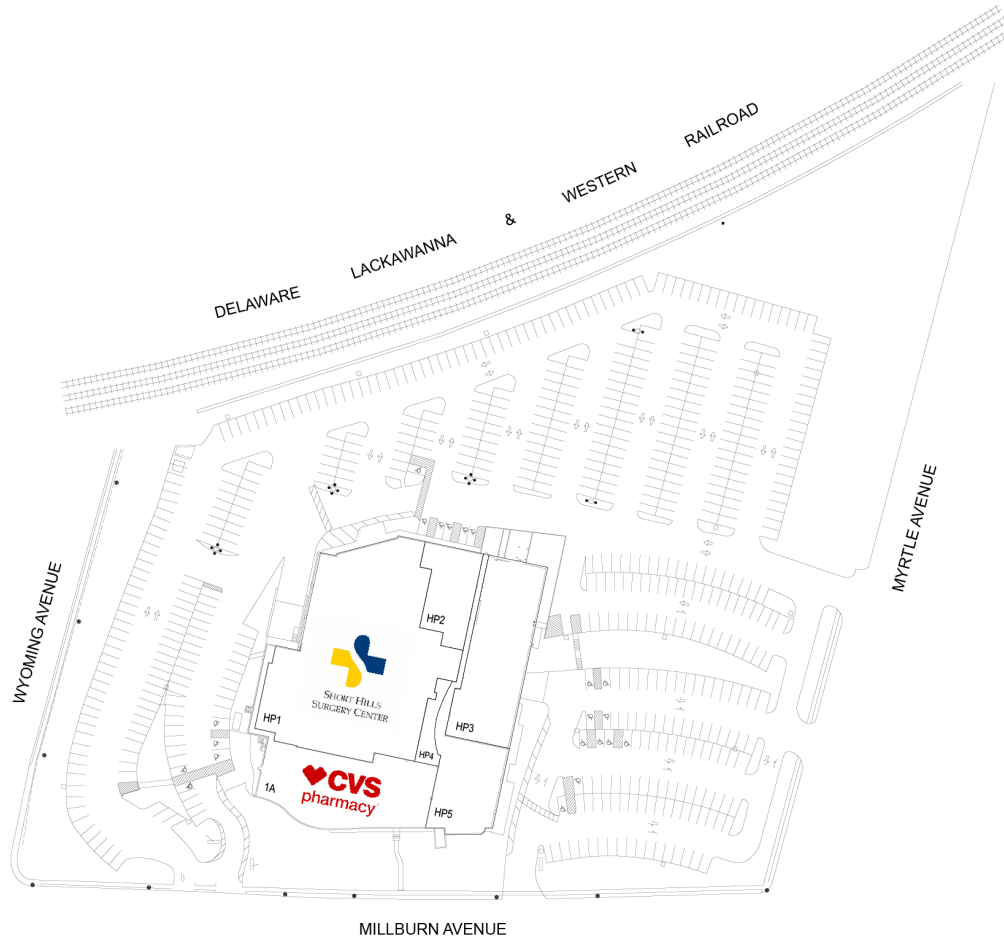 RAILROAD
WESTERN
&
LACKAWANNA
DELAWARE
MYRTLE AVENUE
WYOMING AVENUE
HP2
SHORT HILLS
SURGERY CENTER
HP1
HP3
HP4
CVS
pharmacy
1A
HP5
MILLBURN AVENUE